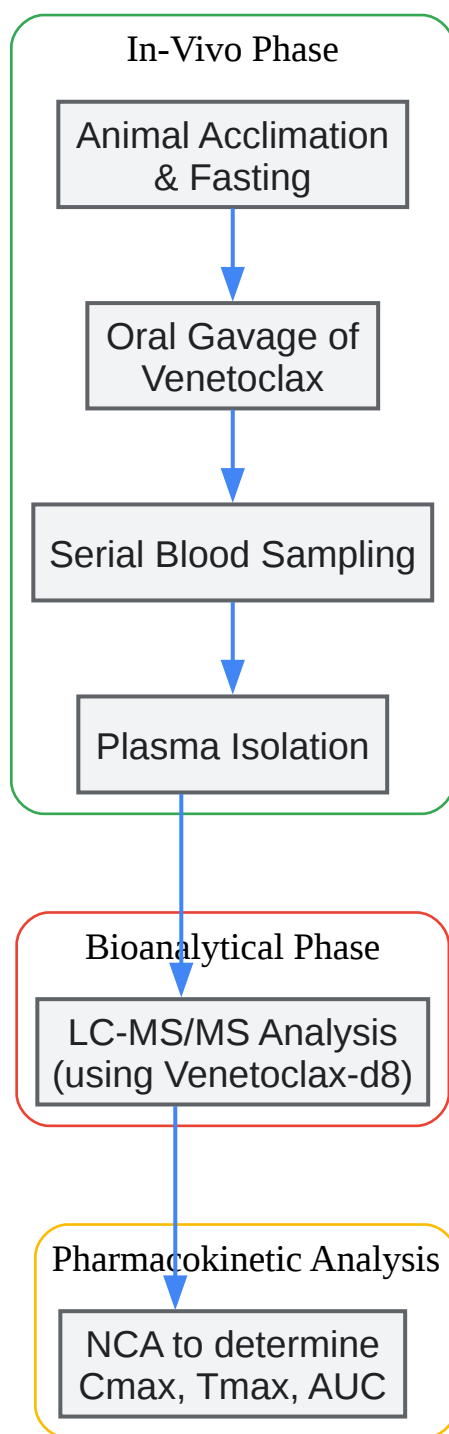 In-Vivo Phase
Animal Acclimation
& Fasting
Oral Gavage of
Venetoclax
Serial Blood Sampling
Plasma Isolation
Bioanalytical Phase
LC-MS/MS Analysis
(using Venetoclax-d8)
Pharmacokinetic Analysis
NCA to determine
Cmax, Tmax, AUC